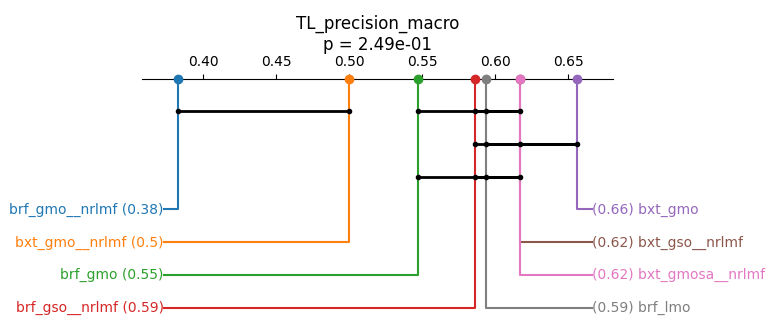 TL_precision_macro
p = 2.49e-01
0.40 0.45 0.50 0.55 0.60 0.65
brf_gmo__nrlmf (0.38) (0.66) bxt_gmo
bxt_gmo__nrlmf (0.5) (0.62) bxt_gso__nrlmf
brf_gmo (0.55) (0.62) bxt_gmosa__nrlmf
brf_gso__nrlmf (0.59) (0.59) brf_lmo